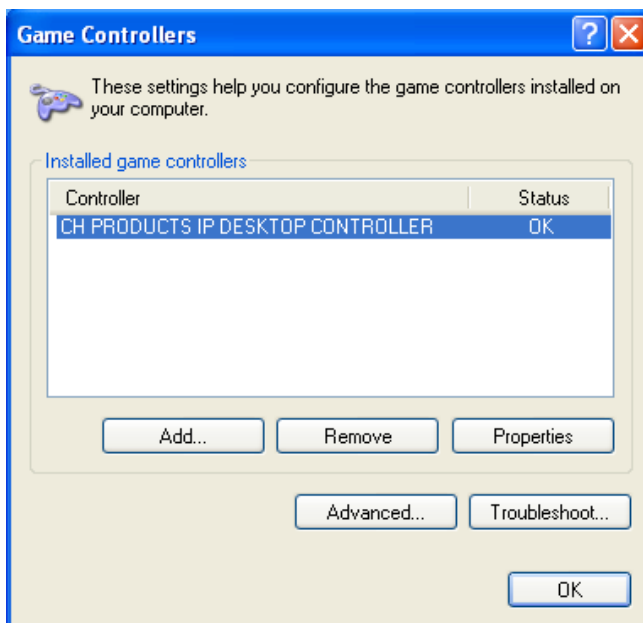 Game Controllers
These settings help you configure the game controllers installed on
your computer.
Installed game controllers
Controller Status
CH PRODUCTS IP DESKTOP CONTROLLER OK
Add... Remove Properties
Advanced... Troubleshoot...
OK